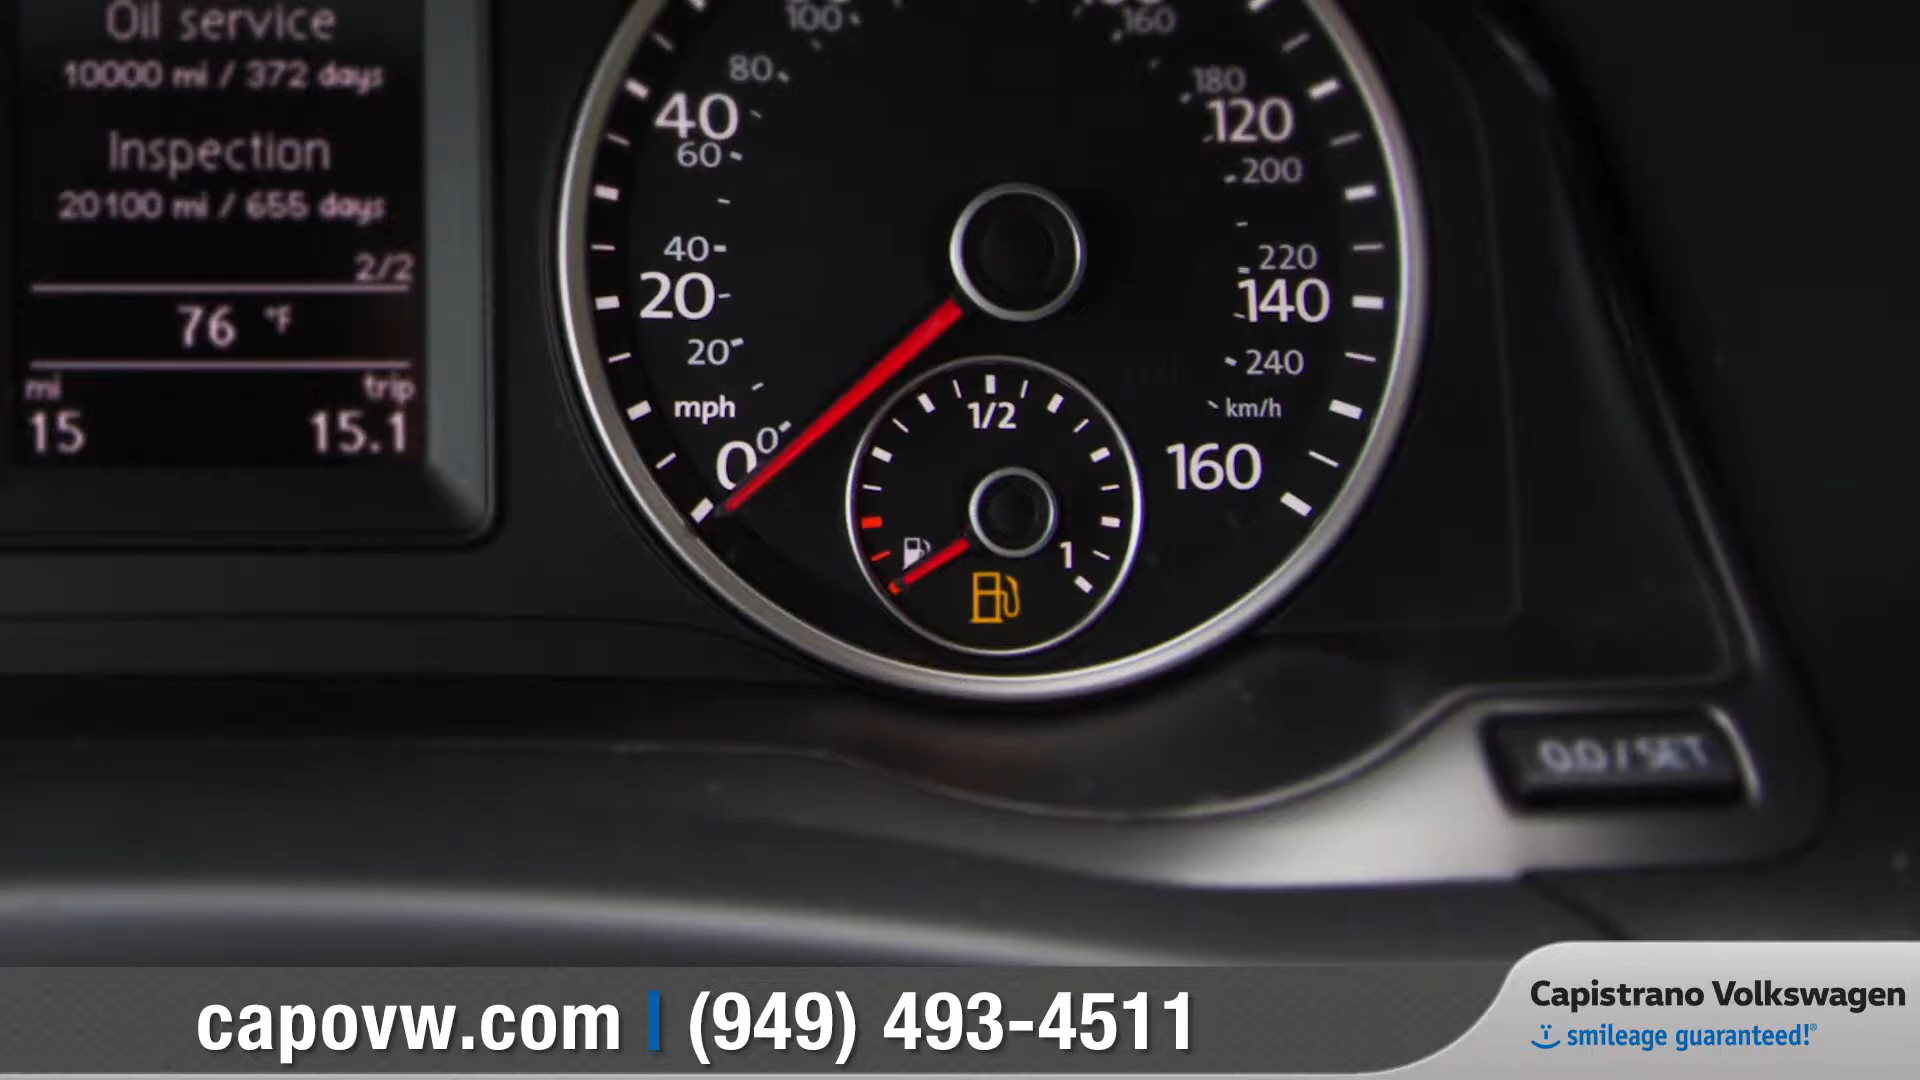 Oil service
10000 mi / 372 days
Inspection
20100 mi / 655 days
2/2
76 °F
mi trip
15 15.1
100 160
80 180
40 120
60 200
40 220
20 140
20 240
mph km/h
0 0 160
1/2
1
0.0 / SET
capovw.com | (949) 493-4511
Capistrano Volkswagen
smileage guaranteed!®